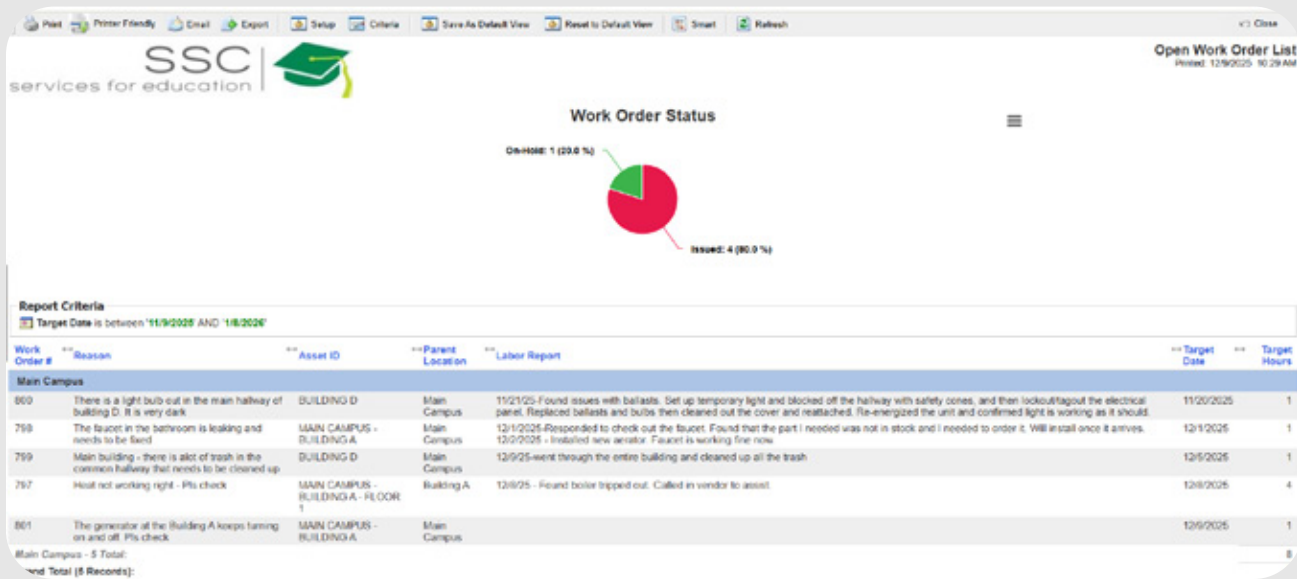 Print Printer Friendly Email Export Setup Criteria Save As Default View Reset to Default View Smart Refresh Close
SSC
services for education
Open Work Order List
Printed: 12/9/2025 10:29 AM
Work Order Status
On-Hold: 1 (20.0 %)
Issued: 4 (80.0 %)
Report Criteria
Target Date is between '11/9/2025' AND '1/8/2026'
Work Order # Reason Asset ID Parent Location Labor Report Target Date Target Hours
Main Campus
800 There is a light bulb out in the main hallway of building D. It is very dark BUILDING D Main Campus 11/21/25-Found issues with ballasts. Set up temporary light and blocked off the hallway with safety cones, and then lockout/tagout the electrical panel. Replaced ballasts and bulbs then cleaned out the cover and reattached. Re-energized the unit and confirmed light is working as it should. 11/20/2025 1
798 The faucet in the bathroom is leaking and needs to be fixed MAIN CAMPUS - BUILDING A Main Campus 12/1/2025-Responded to check out the faucet. Found that the part I needed was not in stock and I needed to order it. Will install once it arrives. 12/2/2025 - Installed new aerator. Faucet is working fine now. 12/1/2025 1
799 Main building - there is alot of trash in the common hallway that needs to be cleaned up BUILDING D Main Campus 12/9/25-went through the entire building and cleaned up all the trash 12/5/2025 1
797 Heat not working right - Pls check MAIN CAMPUS - BUILDING A - FLOOR 1 Building A 12/8/25 - Found boiler tripped out. Called in vendor to assist. 12/8/2025 4
801 The generator at the Building A keeps turning on and off. Pls check MAIN CAMPUS - BUILDING A Main Campus 12/9/2025 1
Main Campus - 5 Total: 8
Total (5 Records):